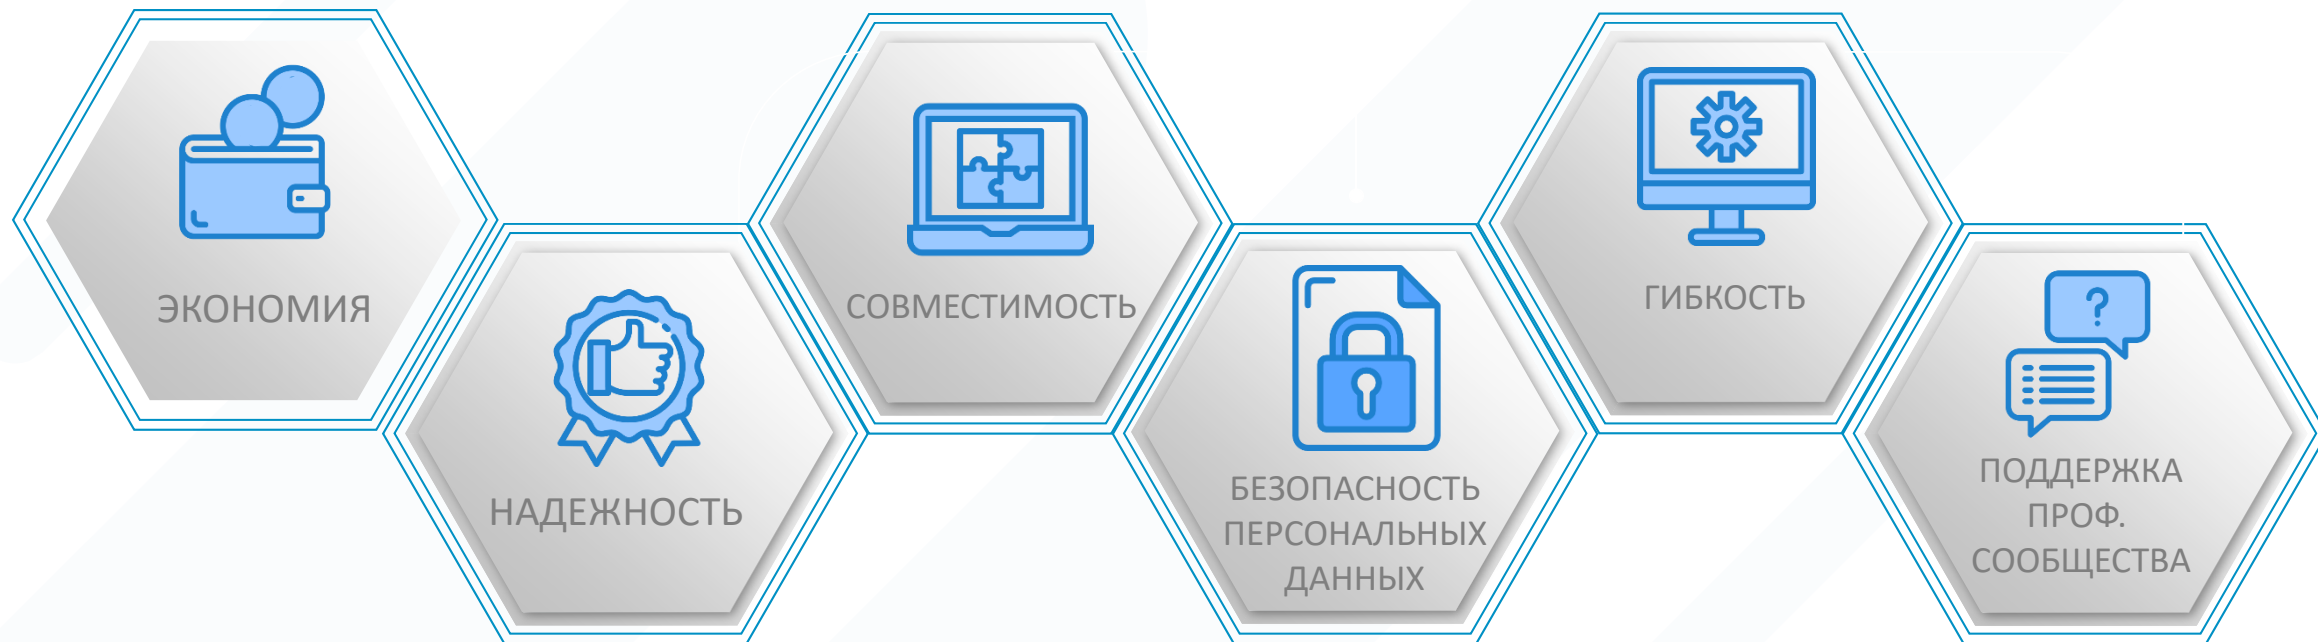 ЭКОНОМИЯ
НАДЕЖНОСТЬ
СОВМЕСТИМОСТЬ
БЕЗОПАСНОСТЬ
ПЕРСОНАЛЬНЫХ
ДАННЫХ
ГИБКОСТЬ
?
ПОДДЕРЖКА
ПРОФ.
СООБЩЕСТВА